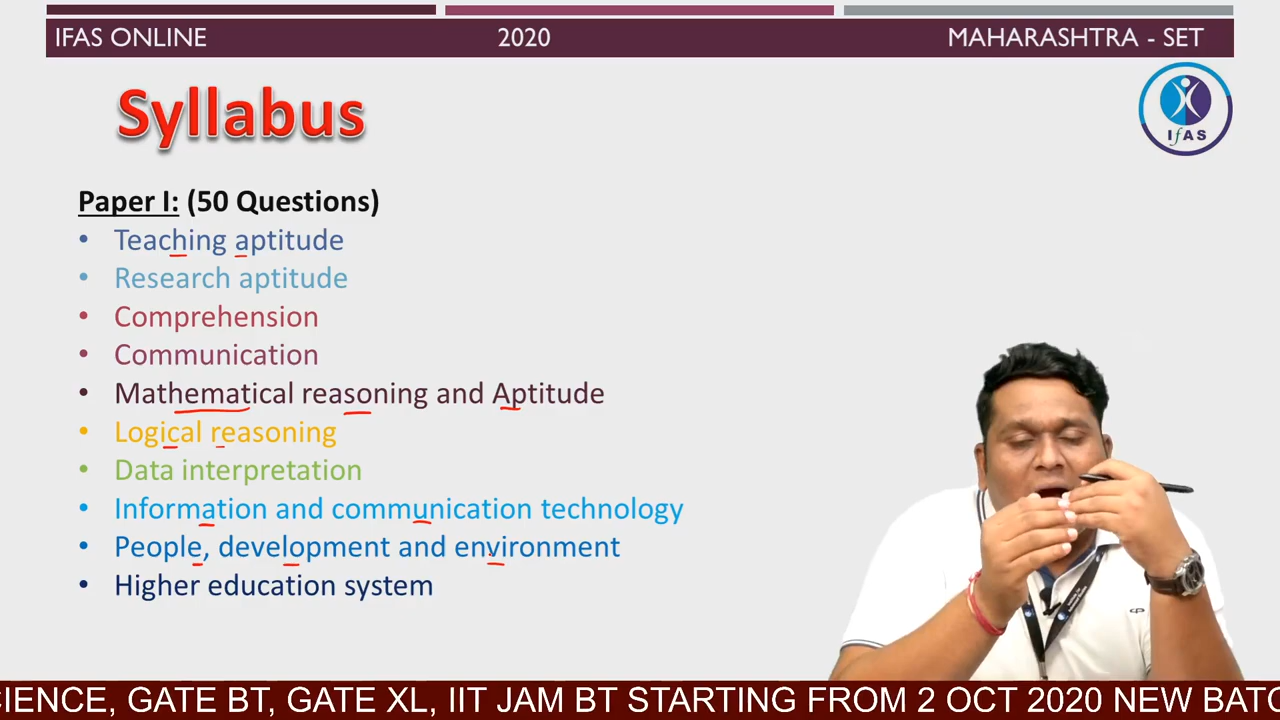 IFAS ONLINE 2020 MAHARASHTRA - SET
Syllabus
IfAS
Paper I: (50 Questions)
• Teaching aptitude
• Research aptitude
• Comprehension
• Communication
• Mathematical reasoning and Aptitude
• Logical reasoning
• Data interpretation
• Information and communication technology
• People, development and environment
• Higher education system
CIENCE, GATE BT, GATE XL, IIT JAM BT STARTING FROM 2 OCT 2020 NEW BATC